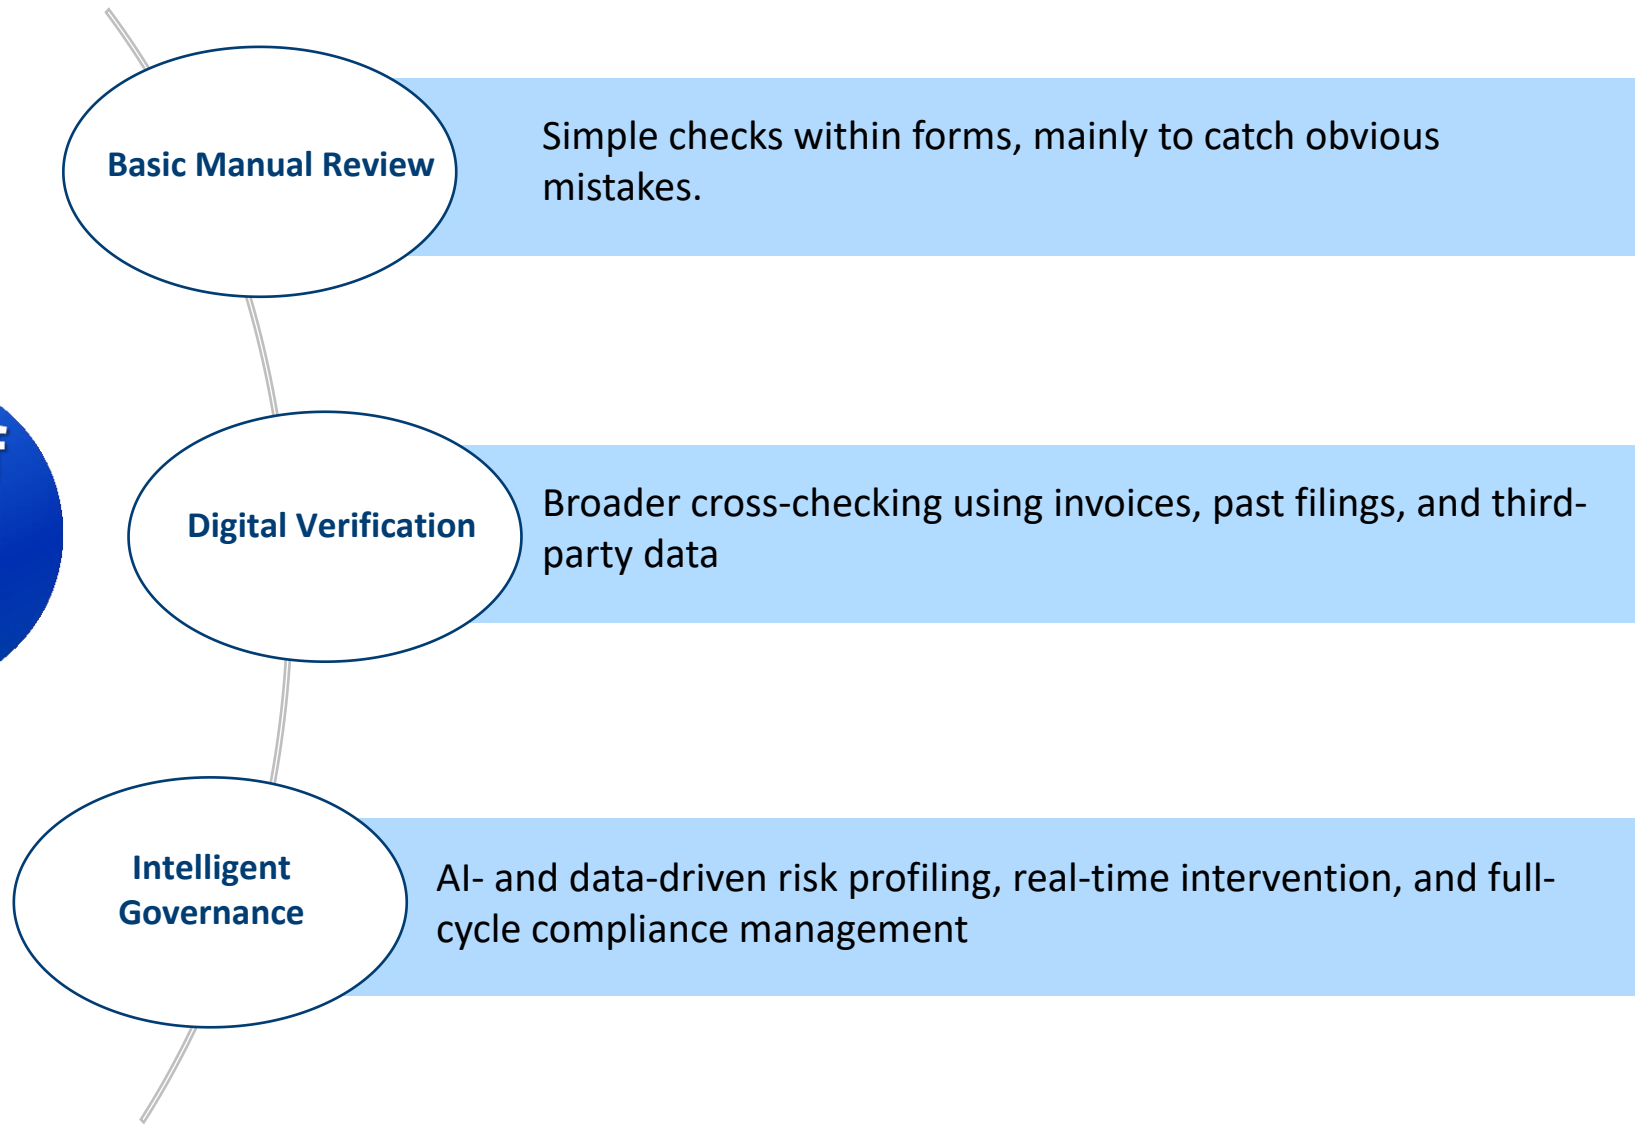 Basic Manual Review
Simple checks within forms, mainly to catch obvious
mistakes.
Digital Verification
Broader cross-checking using invoices, past filings, and third-
party data
Intelligent
Governance
AI- and data-driven risk profiling, real-time intervention, and full-
cycle compliance management